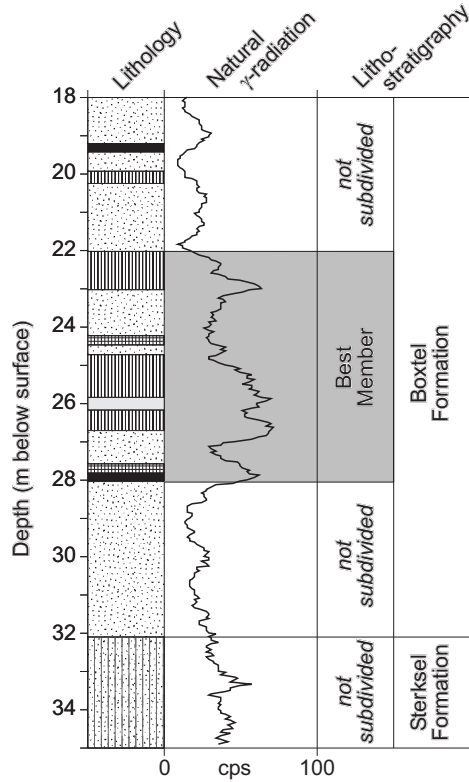 Lithology
Natural
γ-radiation
Litho-
stratigraphy
Depth (m below surface)
18
20
22
24
26
28
30
32
34
not
subdivided
Best
Member
not
subdivided
not
subdivided
Boxtel
Formation
Sterksel
Formation
0
cps
100